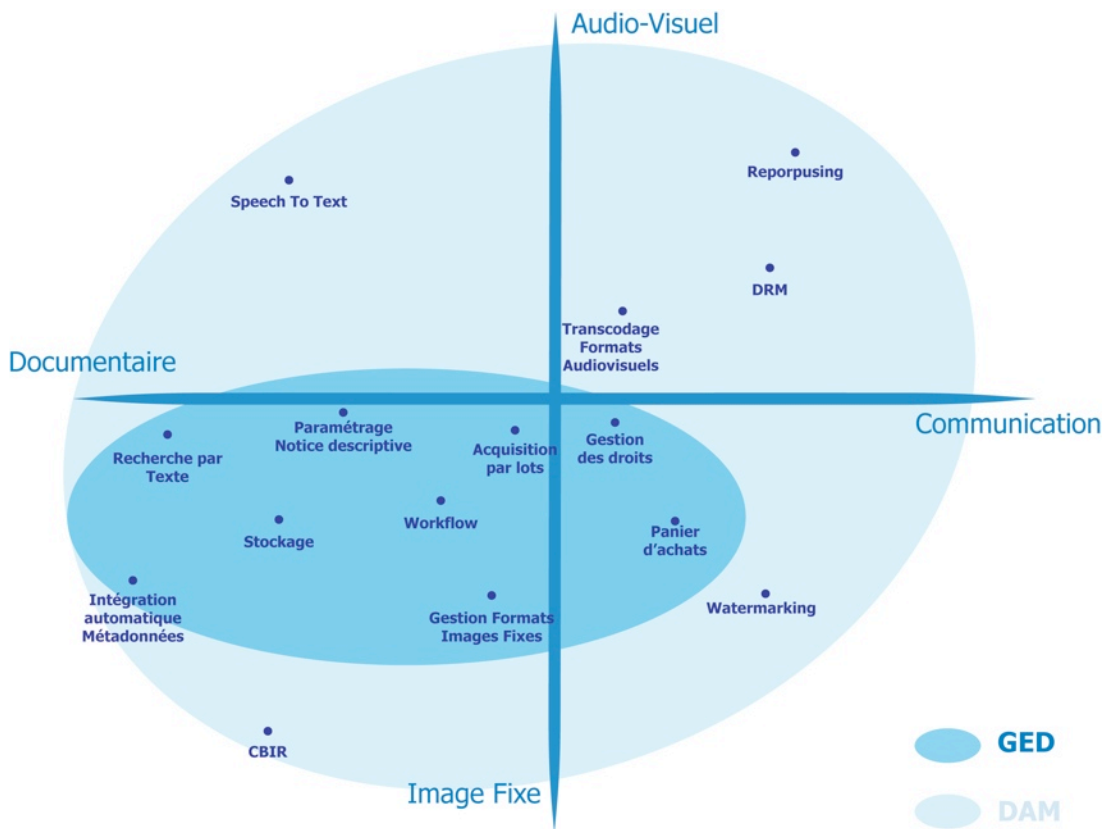 Audio-Visuel
Reporpusing
Speech To Text
DRM
Transcodage
Formats
Audiovisuels
Documentaire
Communication
Paramétrage
Notice descriptive
Acquisition
par lots
Gestion
des droits
Recherche par
Texte
Workflow
Stockage
Panier
d'achats
Intégration
automatique
Métadonnées
Gestion Formats
Images Fixes
Watermarking
CBIR
Image Fixe
GED
DAM